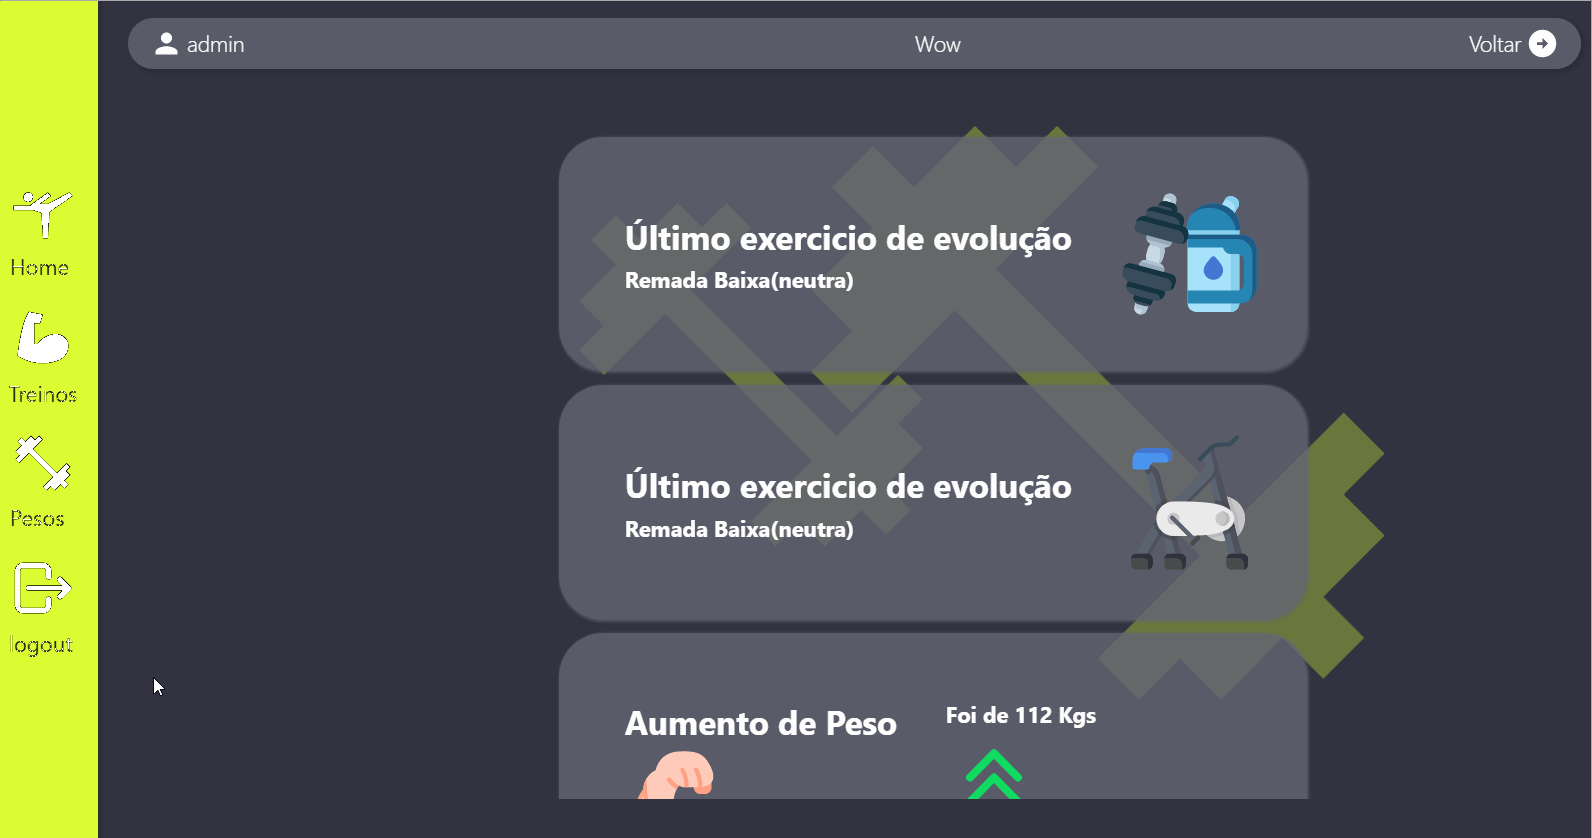 admin
Wow
Voltar
Home
Treinos
Pesos
logout
Último exercicio de evolução
Remada Baixa(neutra)
Último exercicio de evolução
Remada Baixa(neutra)
Aumento de Peso
Foi de 112 Kgs